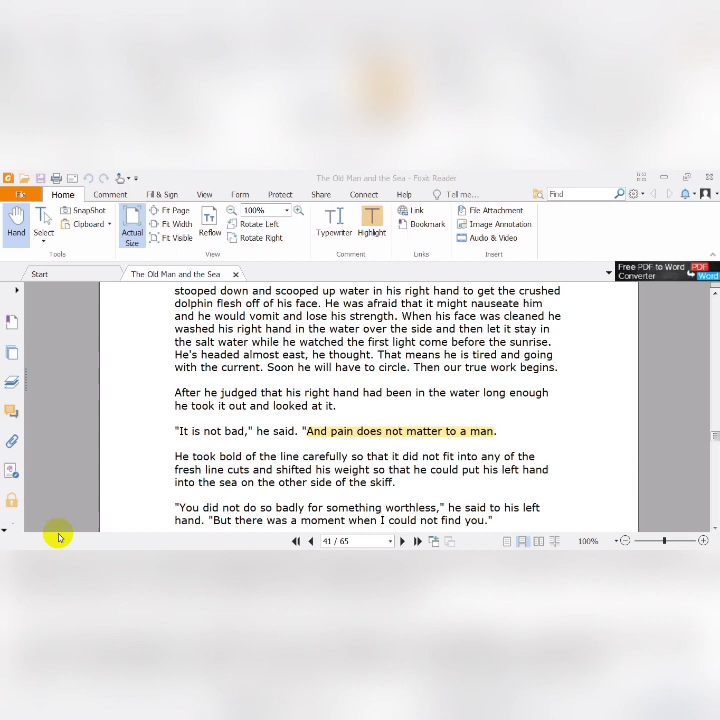 The Old Man and the Sea - Foxit Reader
File Home Comment Fill & Sign View Form Protect Share Connect Help Tell me... Find
Hand
Select
SnapShot
Clipboard
Tools
Actual Size
Fit Page
Fit Width
Fit Visible
Reflow
100%
Rotate Left
Rotate Right
View
Typewriter
Highlight
Comment
Link
Bookmark
Links
File Attachment
Image Annotation
Audio & Video
Insert
Start
The Old Man and the Sea
Free PDF to Word Converter
PDF
Word
stooped down and scooped up water in his right hand to get the crushed
dolphin flesh off of his face. He was afraid that it might nauseate him
and he would vomit and lose his strength. When his face was cleaned he
washed his right hand in the water over the side and then let it stay in
the salt water while he watched the first light come before the sunrise.
He's headed almost east, he thought. That means he is tired and going
with the current. Soon he will have to circle. Then our true work begins.
After he judged that his right hand had been in the water long enough
he took it out and looked at it.
"It is not bad," he said. "And pain does not matter to a man.
He took bold of the line carefully so that it did not fit into any of the
fresh line cuts and shifted his weight so that he could put his left hand
into the sea on the other side of the skiff.
"You did not do so badly for something worthless," he said to his left
hand. "But there was a moment when I could not find you."
41 / 65
100%